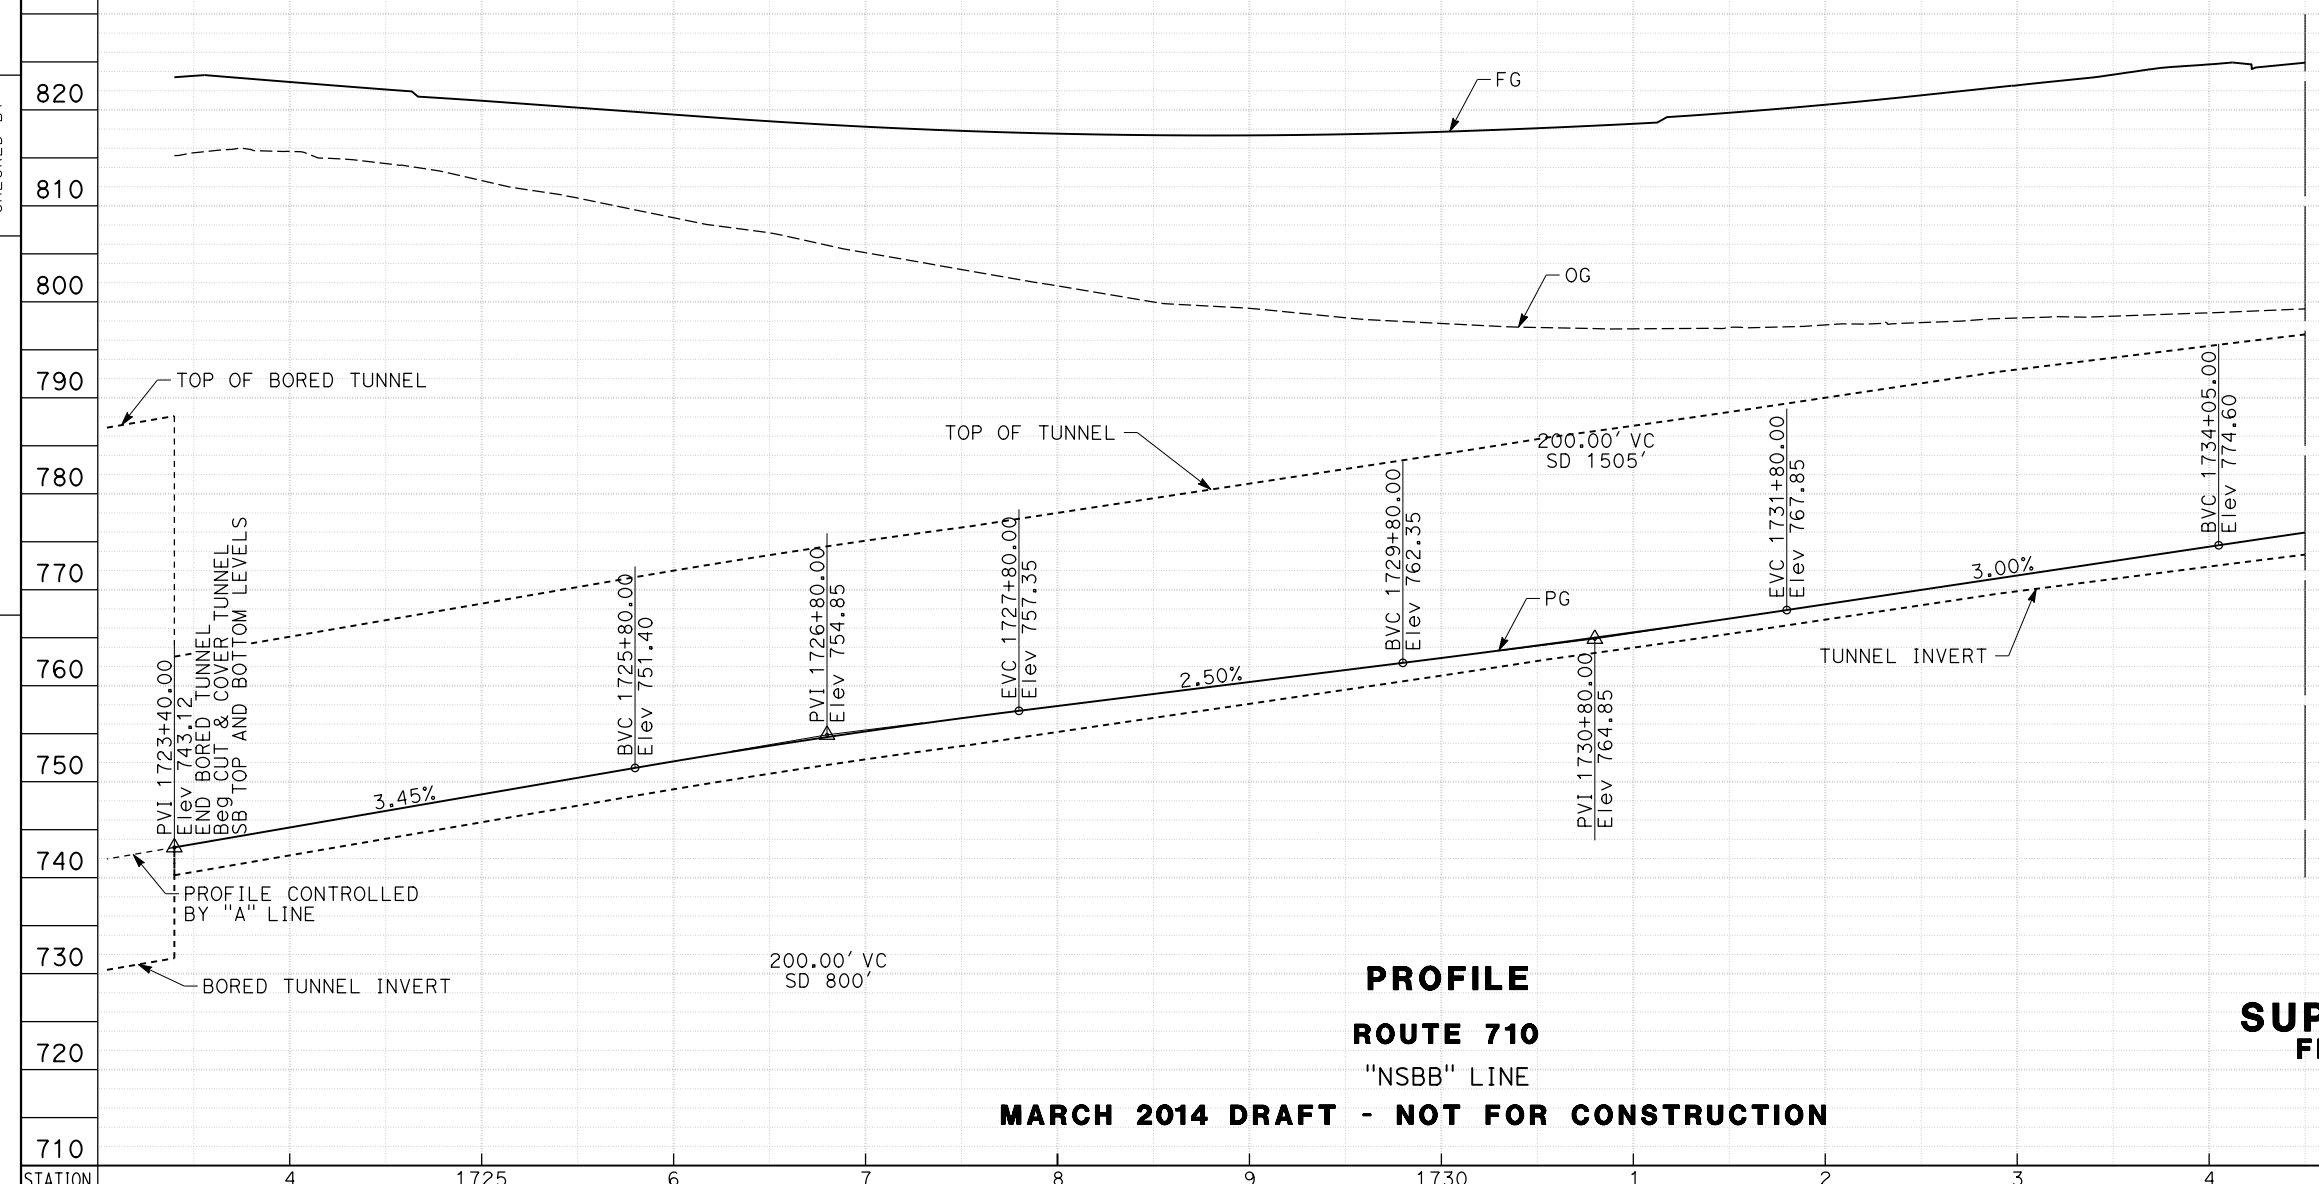 820
810
800
790
780
770
760
750
740
730
720
710
STATION
4
1725
6
7
8
9
1730
1
2
3
4
FG
OG
TOP OF BORED TUNNEL
TOP OF TUNNEL
200.00' VC
SD 1505'
PVI 1723+40.00
Elev 743.12
END BORED TUNNEL
Beg CUT & COVER TUNNEL
SB TOP AND BOTTOM LEVELS
3.45%
BVC 1725+80.00
Elev 751.40
PVI 1726+80.00
Elev 754.85
EVC 1727+80.00
Elev 757.35
2.50%
BVC 1729+80.00
Elev 762.35
PG
PVI 1730+80.00
Elev 764.85
EVC 1731+80.00
Elev 767.85
3.00%
TUNNEL INVERT
BVC 1734+05.00
Elev 774.60
PROFILE CONTROLLED
BY "A" LINE
BORED TUNNEL INVERT
200.00' VC
SD 800'
PROFILE
ROUTE 710
"NSBB" LINE
MARCH 2014 DRAFT - NOT FOR CONSTRUCTION
SUP